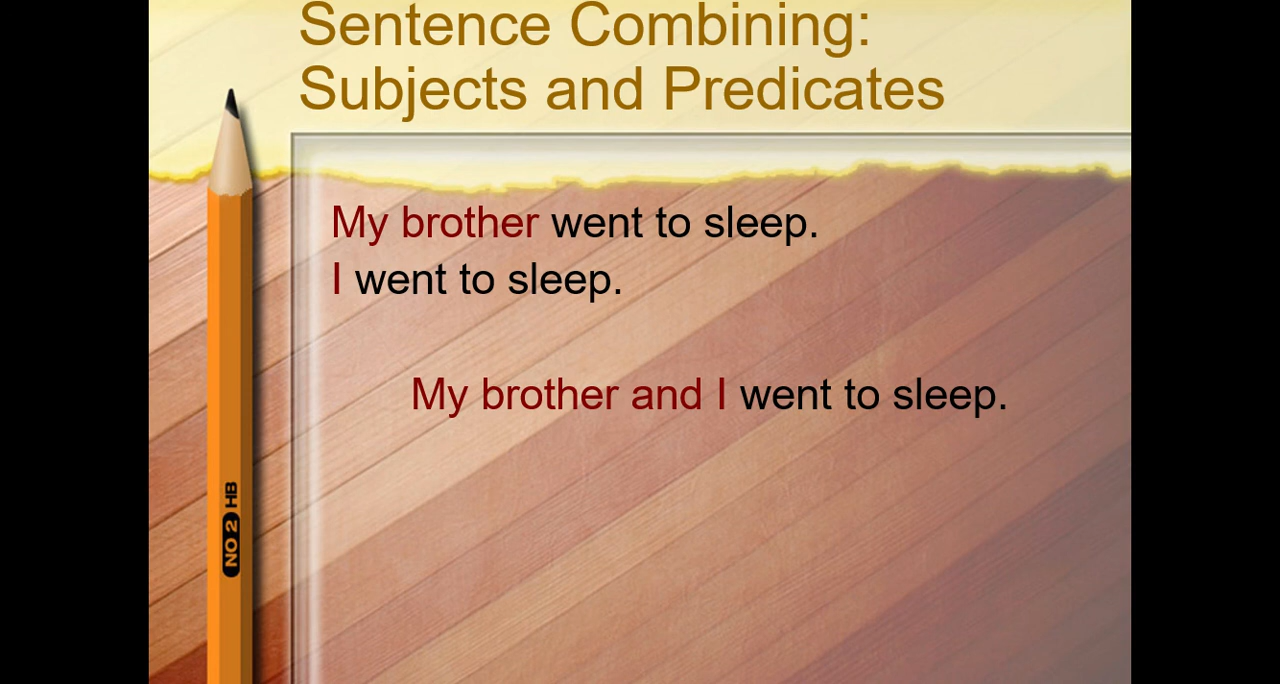 Sentence Combining:
Subjects and Predicates
My brother went to sleep.
I went to sleep.
My brother and I went to sleep.
NO 2 HB